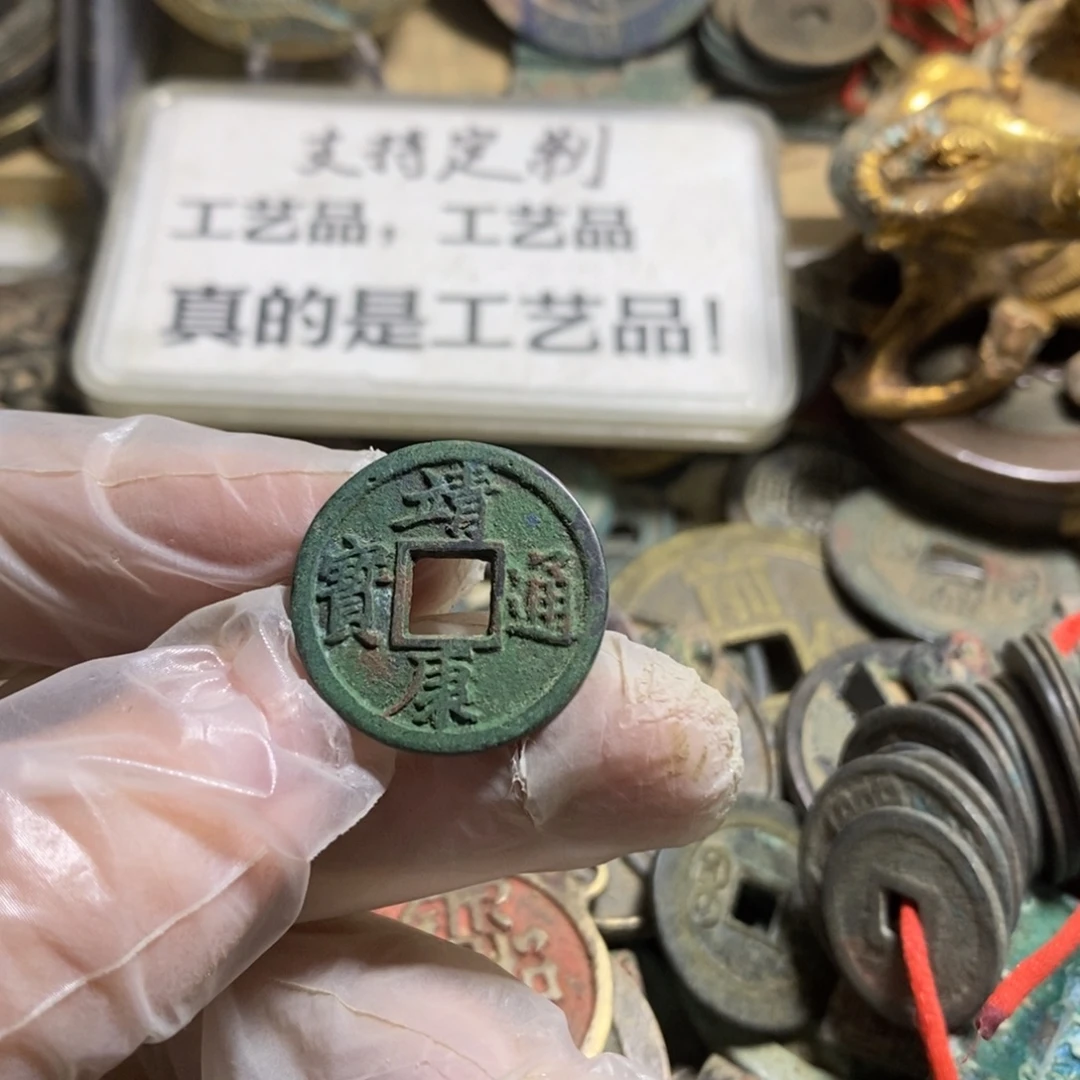 支持定制
工艺品，工艺品
真的是工艺品！
靖康通寳